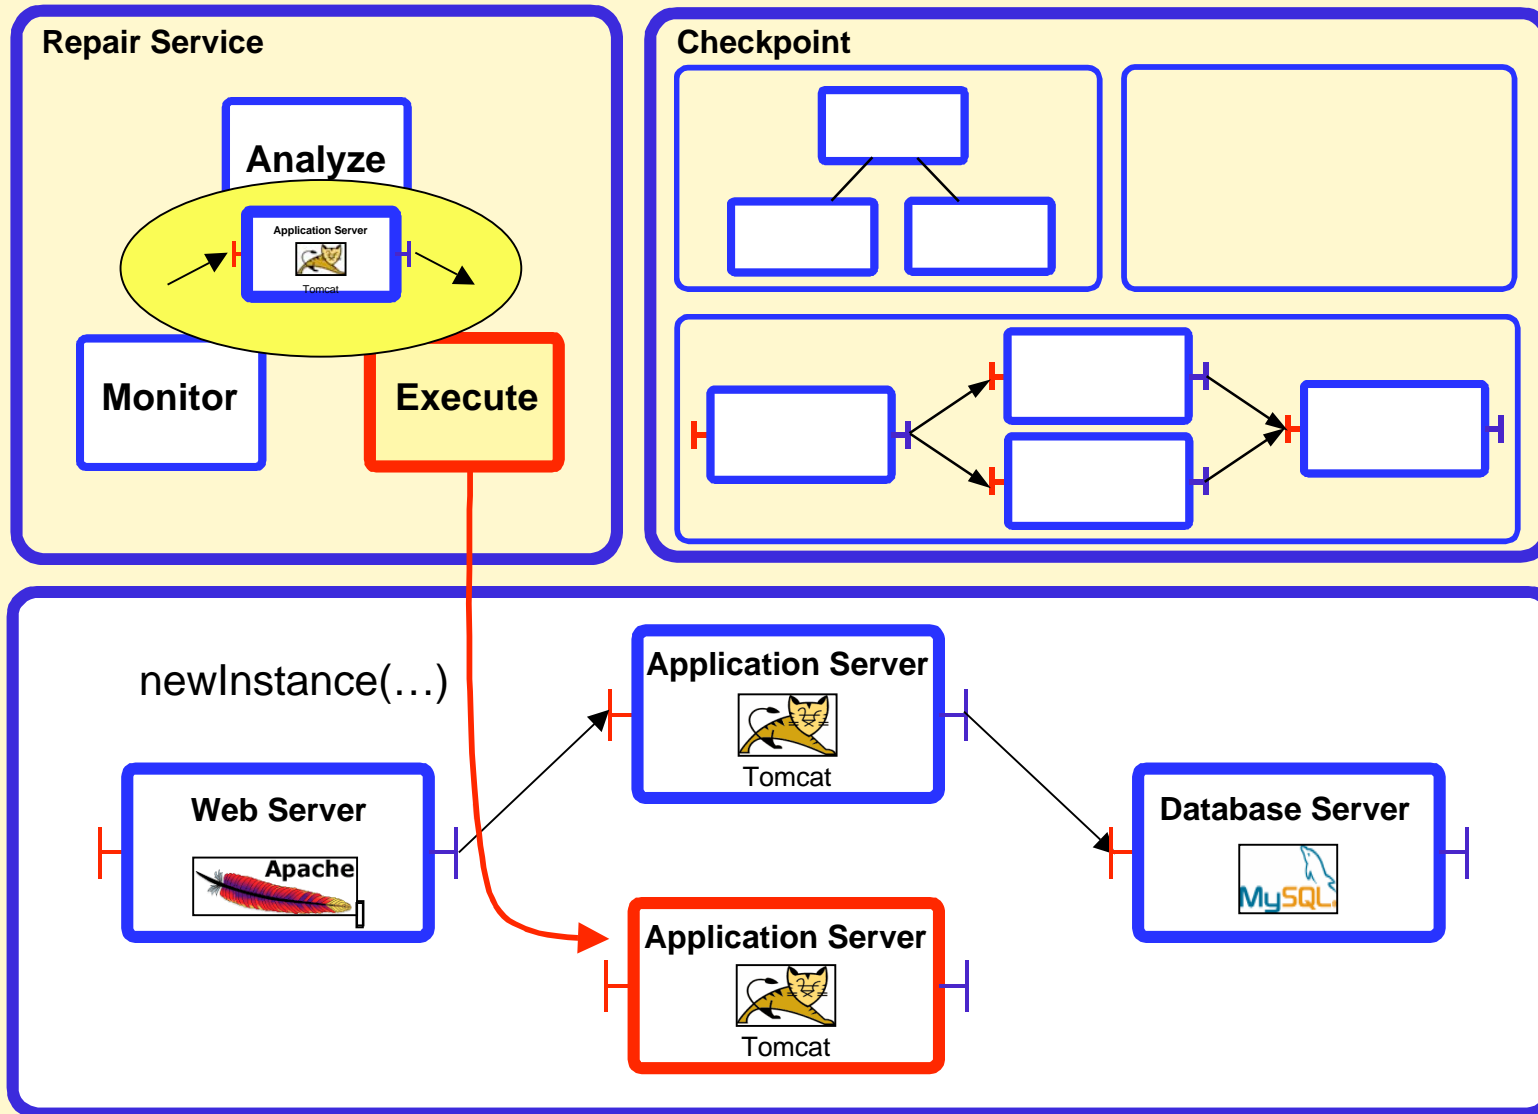 Repair Service
Analyze
Application Server
Tomcat
Monitor
Execute
Checkpoint
newInstance(…)
Application Server
Tomcat
Web Server
Apache
Database Server
MySQL
Application Server
Tomcat